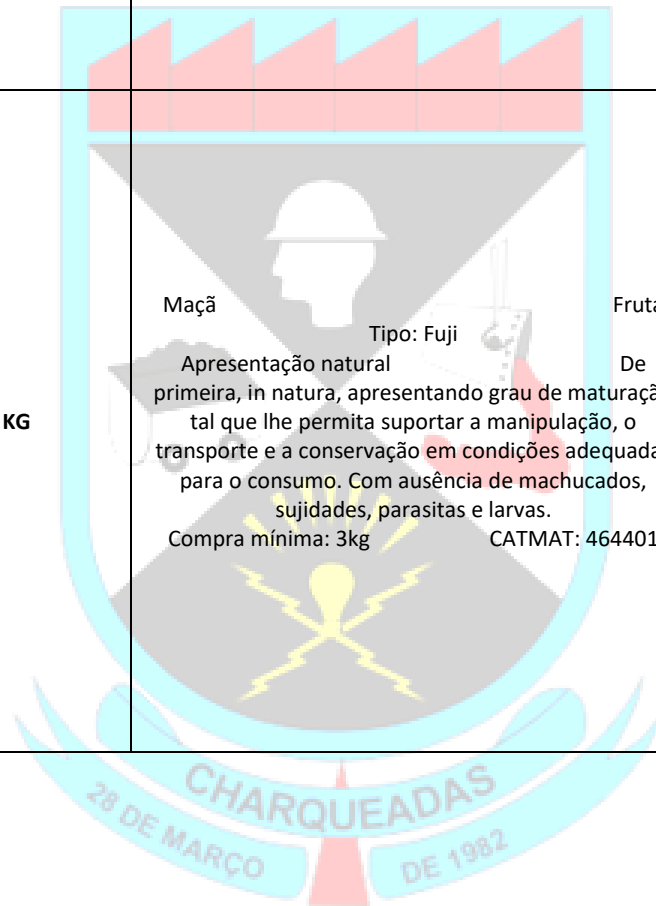 Maçã Fruta
Tipo: Fuji
Apresentação natural De
primeira, in natura, apresentando grau de maturaçã
KG
tal que lhe permita suportar a manipulação, o
transporte e a conservação em condições adequada
para o consumo. Com ausência de machucados,
sujidades, parasitas e larvas.
Compra mínima: 3kg CATMAT: 464401
CHARQUEADAS
28 DE MARÇO DE 1982